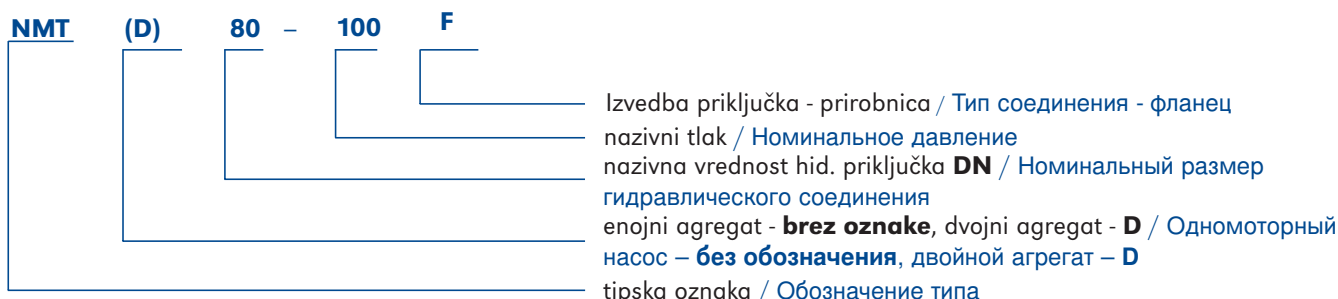 NMT (D) 80 – 100 F
Izvedba priključka - prirobnica / Тип соединения - фланец
nazivni tlak / Номинальное давление
nazivna vrednost hid. priključka DN / Номинальный размер
гидравлического соединения
enojni agregat - brez oznake, dvojni agregat - D / Одномоторный
насос – без обозначения, двойной агрегат – D
tipska oznaka / Обозначение типа